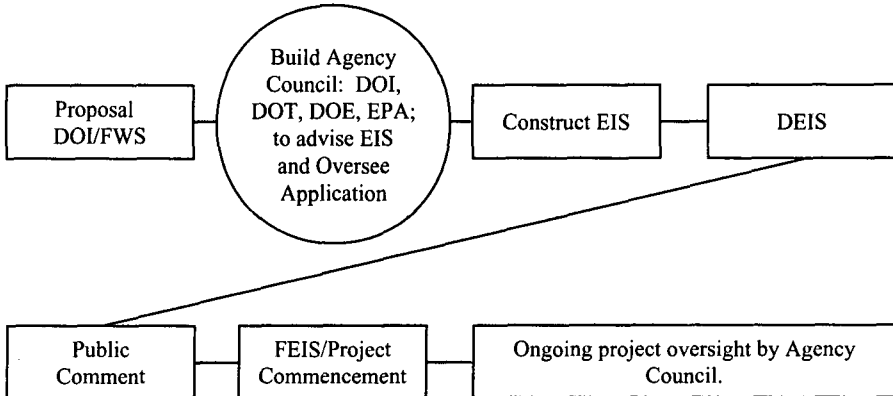 Proposal
DOI/FWS
Build Agency
Council: DOI,
DOT, DOE, EPA;
to advise EIS
and Oversee
Application
Construct EIS
DEIS
Public
Comment
FEIS/Project
Commencement
Ongoing project oversight by Agency
Council.